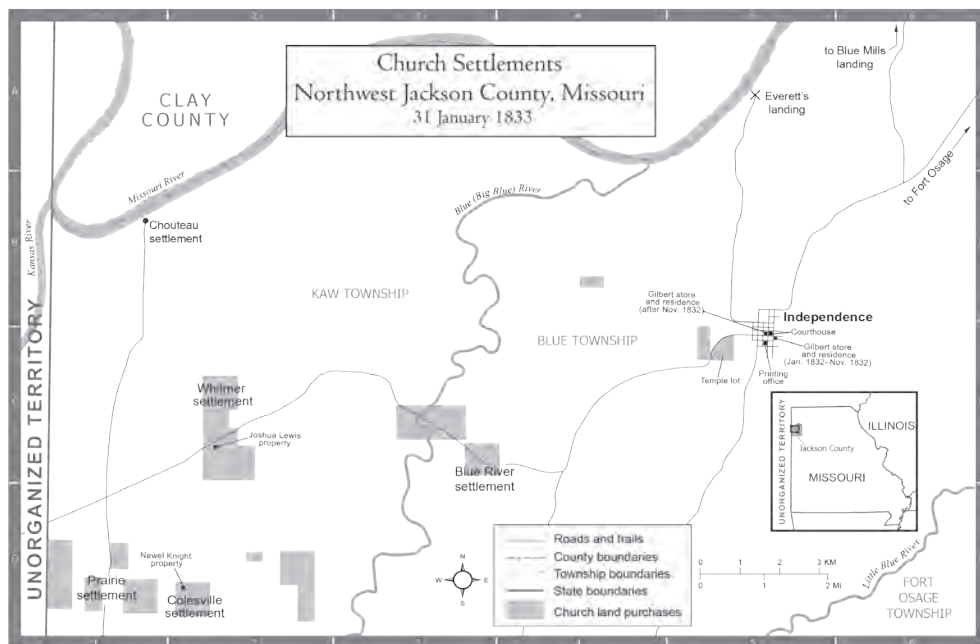 Church Settlements
Northwest Jackson County, Missouri
31 January 1833
to Blue Mills
landing
A
CLAY
COUNTY
Everett's
landing
Missouri River
Blue (Big Blue) River
to Fort Osage
Chouteau
settlement
B
Kansas River
KAW TOWNSHIP
Gilbert store
and residence
(after Nov. 1832)
Independence
Courthouse
BLUE TOWNSHIP
Gilbert store
and residence
(Jan. 1832–Nov. 1832)
Printing
office
Temple lot
UNORGANIZED TERRITORY
Whitmer
settlement
Joshua Lewis
property
Blue River
settlement
UNORGANIZED TERRITORY
ILLINOIS
Jackson County
MISSOURI
Roads and trails
County boundaries
Township boundaries
State boundaries
Church land purchases
N
W
E
S
0 1 2 3 KM
0 1 2 Mi
Little Blue River
FORT
OSAGE
TOWNSHIP
Newel Knight
property
Prairie
settlement
Colesville
settlement